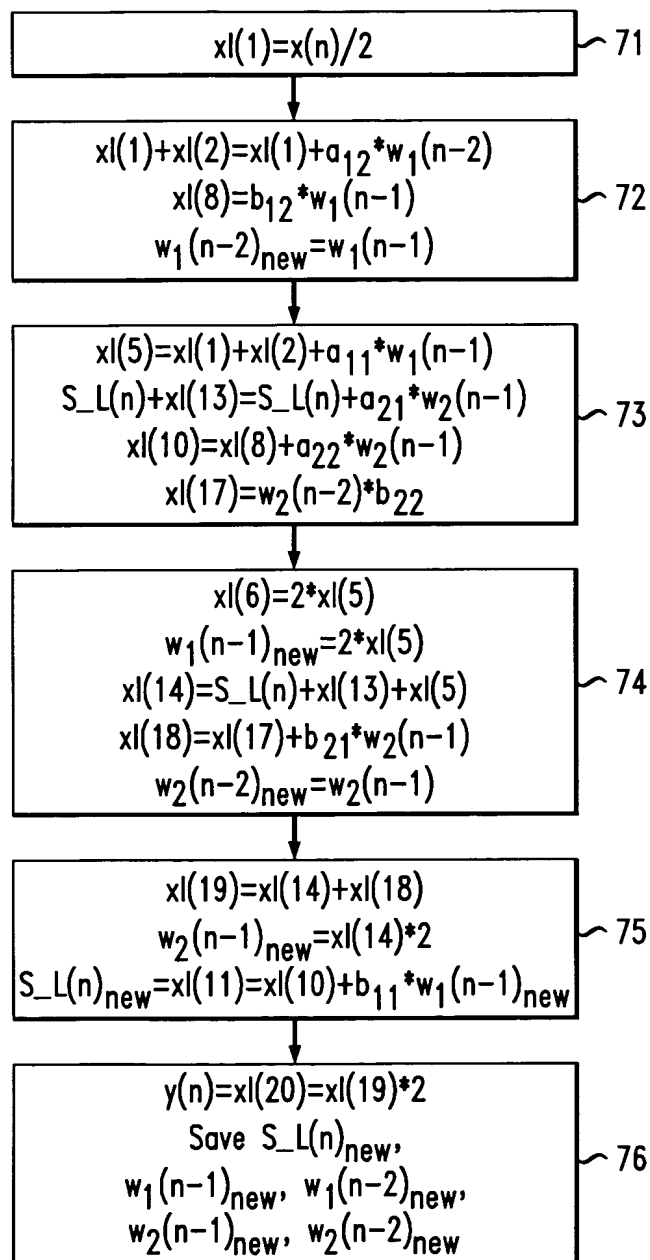 xl(1)=x(n)/2
71
xl(1)+xl(2)=xl(1)+a₁₂*w₁(n-2)
xl(8)=b₁₂*w₁(n-1)
w₁(n-2)new=w₁(n-1)
72
xl(5)=xl(1)+xl(2)+a₁₁*w₁(n-1)
S_L(n)+xl(13)=S_L(n)+a₂₁*w₂(n-1)
xl(10)=xl(8)+a₂₂*w₂(n-1)
xl(17)=w₂(n-2)*b₂₂
73
xl(6)=2*xl(5)
w₁(n-1)new=2*xl(5)
xl(14)=S_L(n)+xl(13)+xl(5)
xl(18)=xl(17)+b₂₁*w₂(n-1)
w₂(n-2)new=w₂(n-1)
74
xl(19)=xl(14)+xl(18)
w₂(n-1)new=xl(14)*2
S_L(n)new=xl(11)=xl(10)+b₁₁*w₁(n-1)new
75
y(n)=xl(20)=xl(19)*2
Save S_L(n)new,
w₁(n-1)new, w₁(n-2)new,
w₂(n-1)new, w₂(n-2)new
76